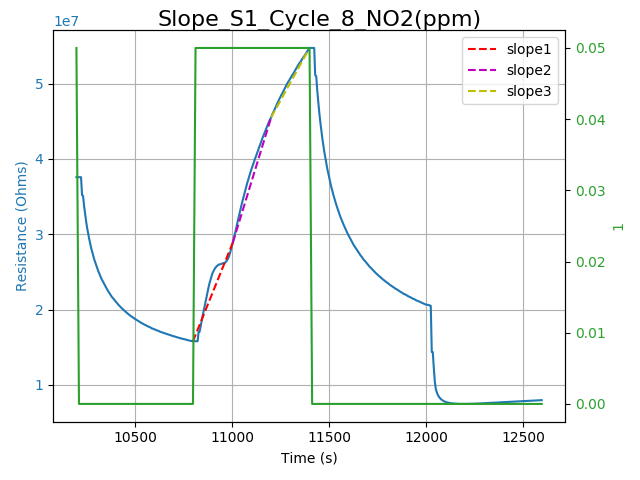 Slope_S1_Cycle_8_NO2(ppm)
1e7
slope1
slope2
slope3
5
4
3
2
1
Resistance (Ohms)
0.05
0.04
0.03
0.02
0.01
0.00
1
10500 11000 11500 12000 12500
Time (s)